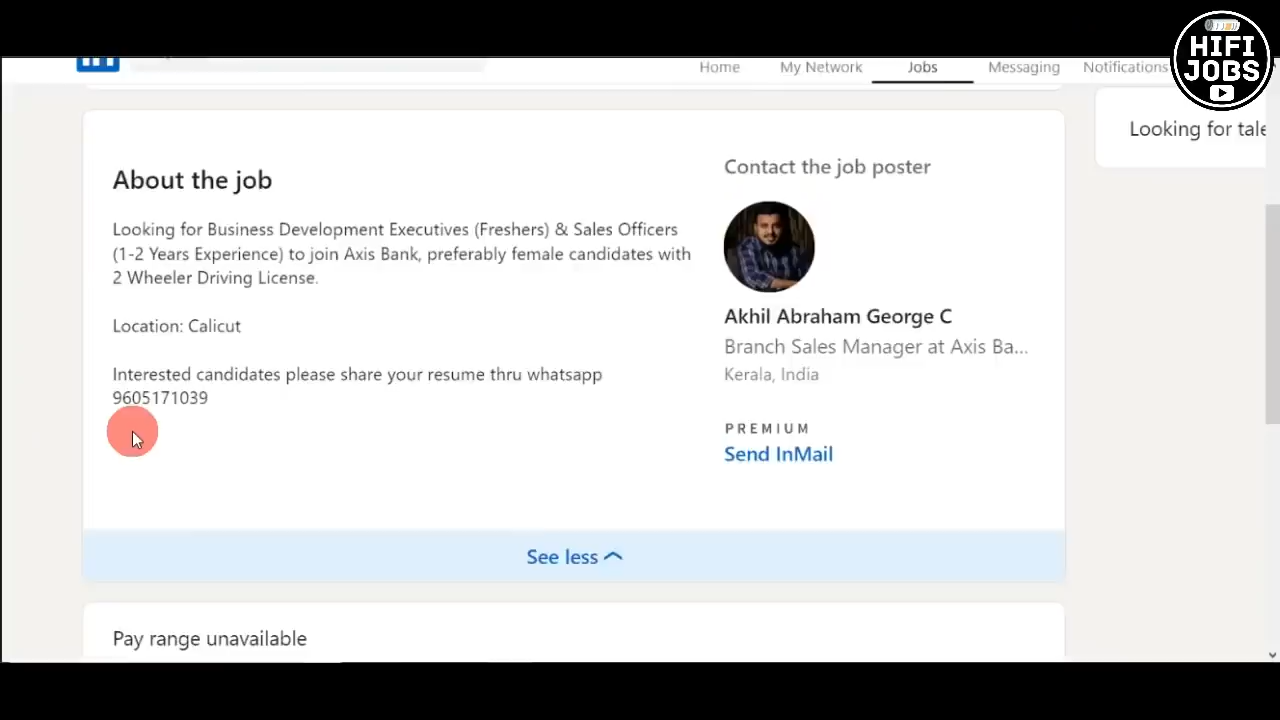 HIFI
JOBS
Home
My Network
Jobs
Messaging
Notifications
Looking for tale
About the job
Looking for Business Development Executives (Freshers) & Sales Officers
(1-2 Years Experience) to join Axis Bank, preferably female candidates with
2 Wheeler Driving License.
Location: Calicut
Interested candidates please share your resume thru whatsapp
9605171039
Contact the job poster
Akhil Abraham George C
Branch Sales Manager at Axis Ba...
Kerala, India
PREMIUM
Send InMail
See less
Pay range unavailable